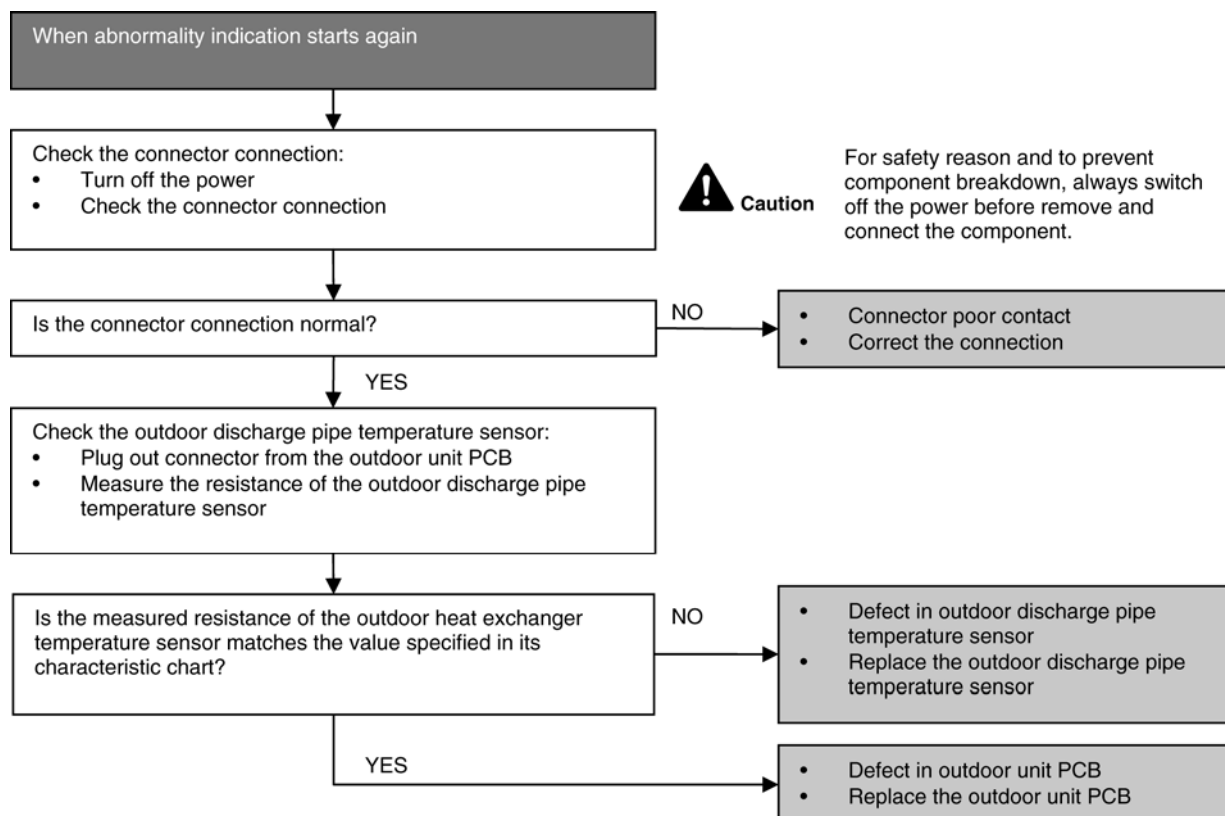 When abnormality indication starts again
Check the connector connection:
• Turn off the power
• Check the connector connection
Caution
For safety reason and to prevent
component breakdown, always switch
off the power before remove and
connect the component.
Is the connector connection normal?
NO
• Connector poor contact
• Correct the connection
YES
Check the outdoor discharge pipe temperature sensor:
• Plug out connector from the outdoor unit PCB
• Measure the resistance of the outdoor discharge pipe
temperature sensor
Is the measured resistance of the outdoor heat exchanger
temperature sensor matches the value specified in its
characteristic chart?
NO
• Defect in outdoor discharge pipe
temperature sensor
• Replace the outdoor discharge pipe
temperature sensor
YES
• Defect in outdoor unit PCB
• Replace the outdoor unit PCB